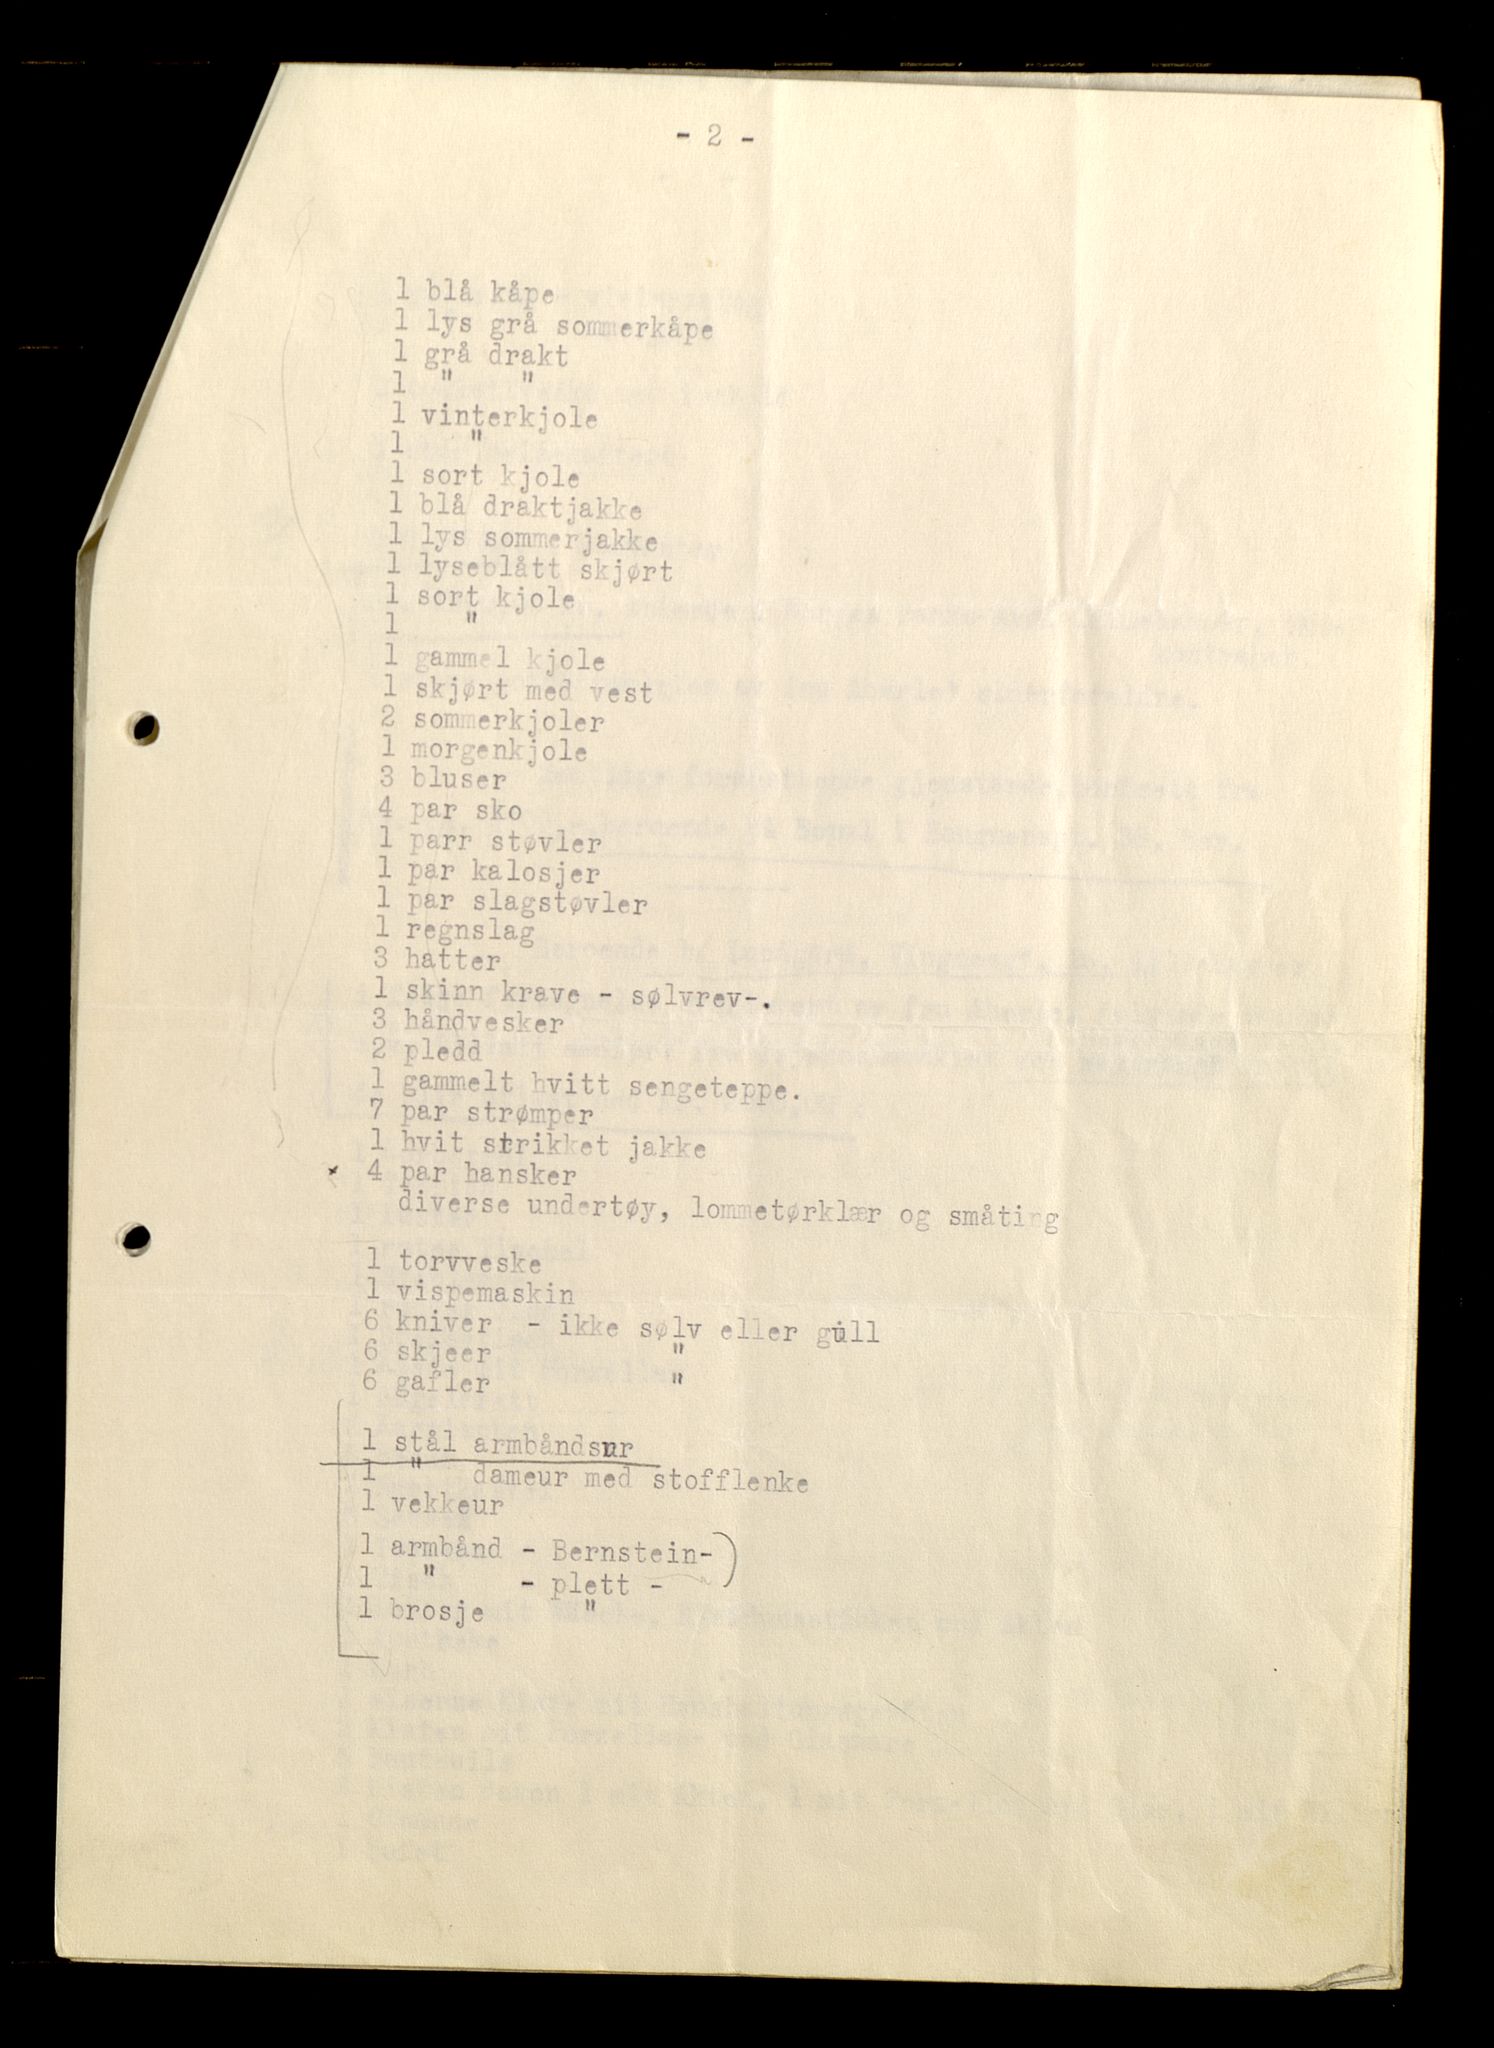 - 2 -
1 blå kåpe
1 lys grå sommerkåpe
1 grå drakt
1 " "
1 vinterkjole
1 "
1 sort kjole
1 blå draktjakke
1 lys sommerjakke
1 lyseblått skjørt
1 sort kjole
1 "
1 gammel kjole
1 skjørt med vest
2 sommerkjoler
1 morgenkjole
3 bluser
4 par sko
1 parr støvler
1 par kalosjer
1 par slagstøvler
1 regnslag
3 hatter
1 skinn krave - sølvrev-.
3 håndvesker
2 pledd
1 gammelt hvitt sengeteppe.
7 par strømper
1 hvit strikket jakke
x 4 par hansker
diverse undertøy, lommetørklær og småting
1 torvveske
1 vispemaskin
6 kniver - ikke sølv eller gull
6 skjeer "
6 gafler "
1 stål armbåndsur
1 " dameur med stofflenke
1 vekkeur
1 armbånd - Bernstein-)
1 " - plett -
1 brosje "